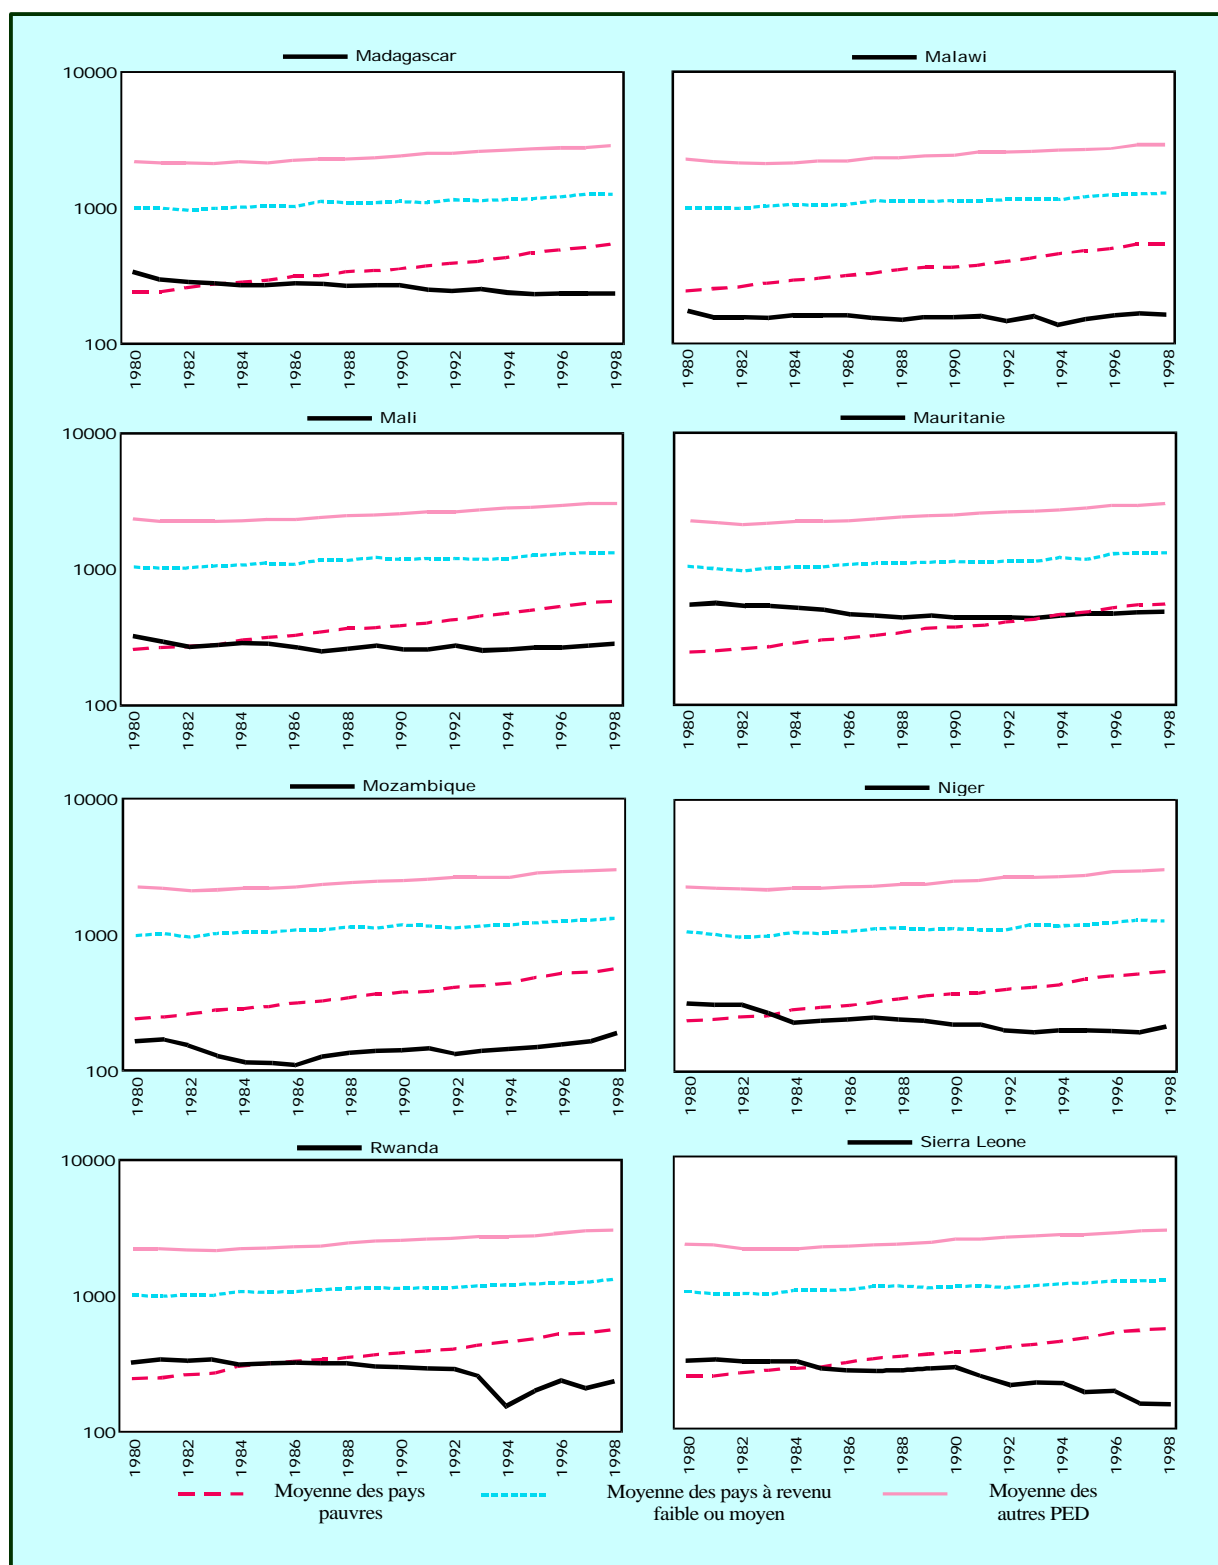 Madagascar
Malawi
10000
1000
100
1980 1982 1984 1986 1988 1990 1992 1994 1996 1998
1980 1982 1984 1986 1988 1990 1992 1994 1996 1998
Mali
Mauritanie
10000
1000
100
1980 1982 1984 1986 1988 1990 1992 1994 1996 1998
1980 1982 1984 1986 1988 1990 1992 1994 1996 1998
Mozambique
Niger
10000
1000
100
1980 1982 1984 1986 1988 1990 1992 1994 1996 1998
1980 1982 1984 1986 1988 1990 1992 1994 1996 1998
Rwanda
Sierra Leone
10000
1000
100
1980 1982 1984 1986 1988 1990 1992 1994 1996 1998
1980 1982 1984 1986 1988 1990 1992 1994 1996 1998
Moyenne des pays
pauvres
Moyenne des pays à revenu
faible ou moyen
Moyenne des
autres PED